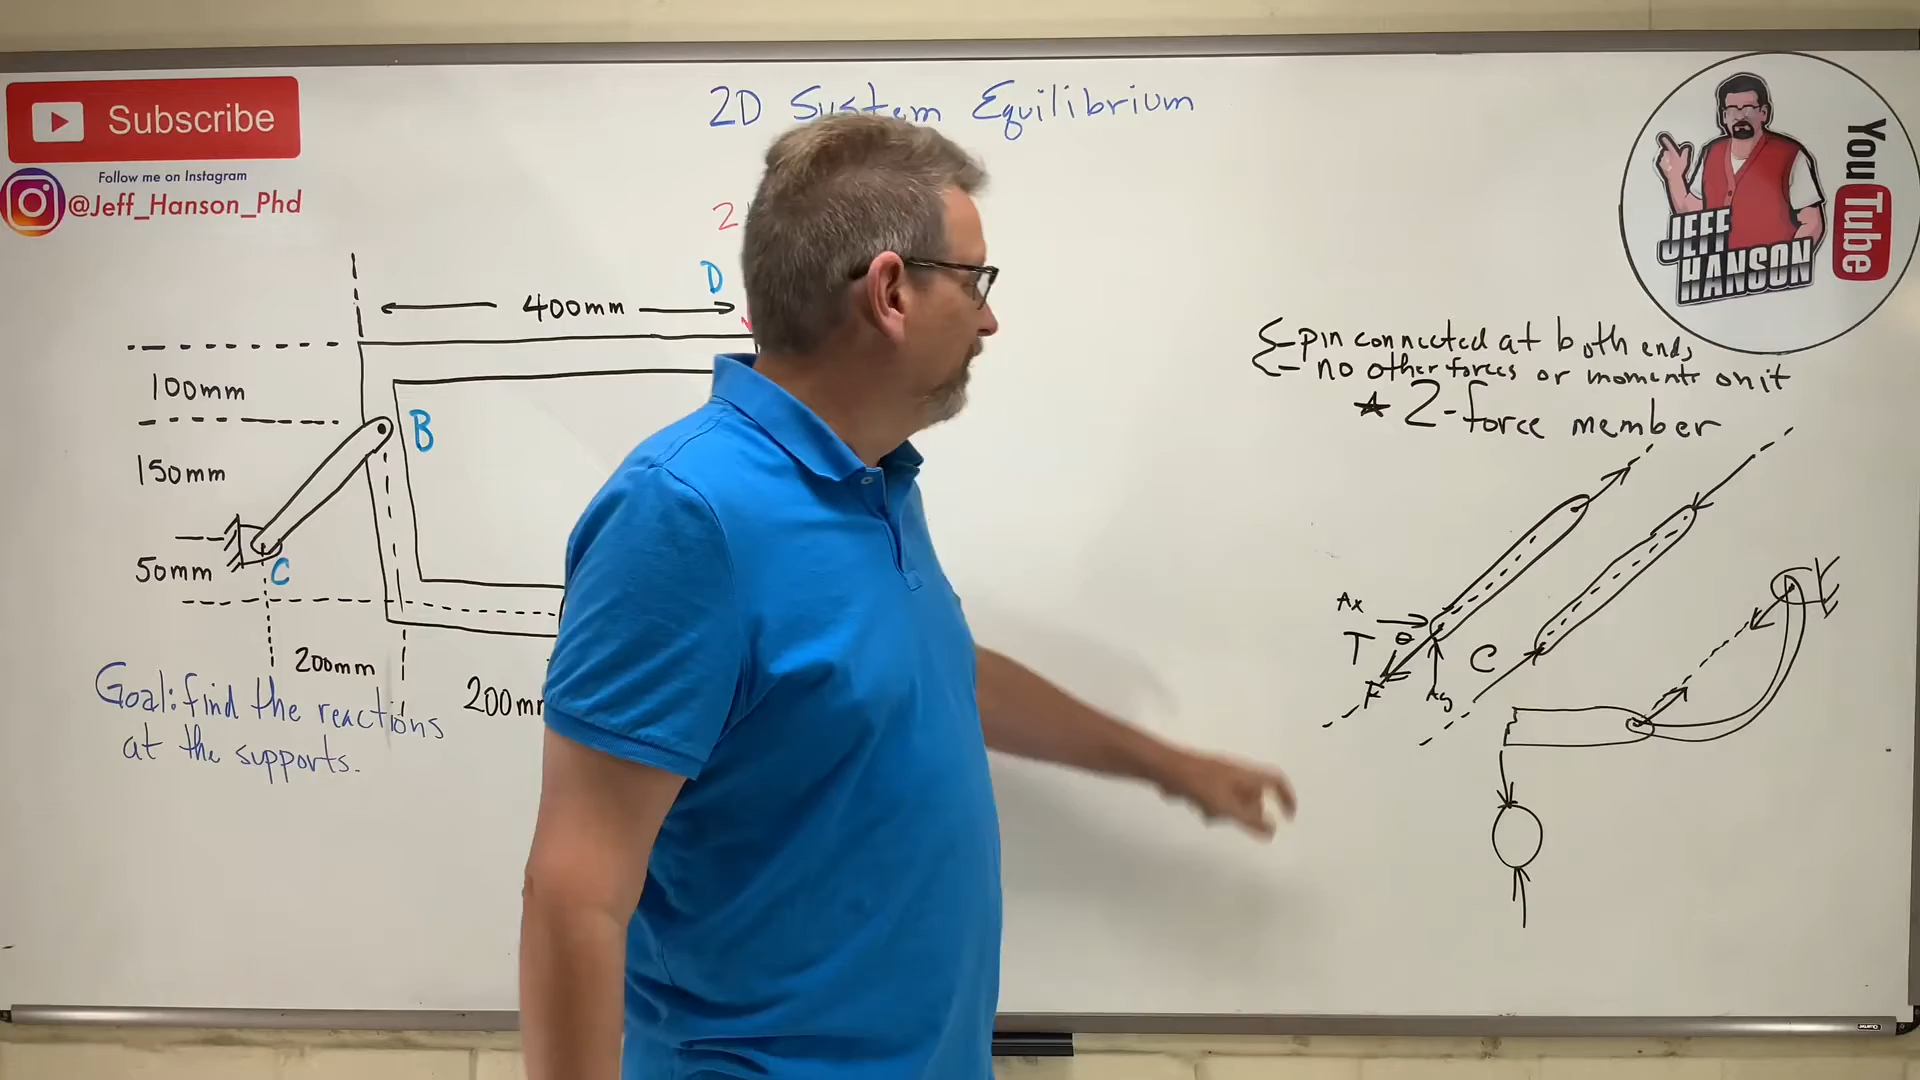 Subscribe
Follow me on Instagram
@Jeff_Hanson_Phd
2D System Equilibrium
YouTube
JEFF
HANSON
D
400mm
100mm
B
150mm
50mm
C
200mm
Goal: find the reactions
at the supports.
pin connected at both ends
no other forces or moments on it
2-force member
Ax
T
θ
F
Ay
C